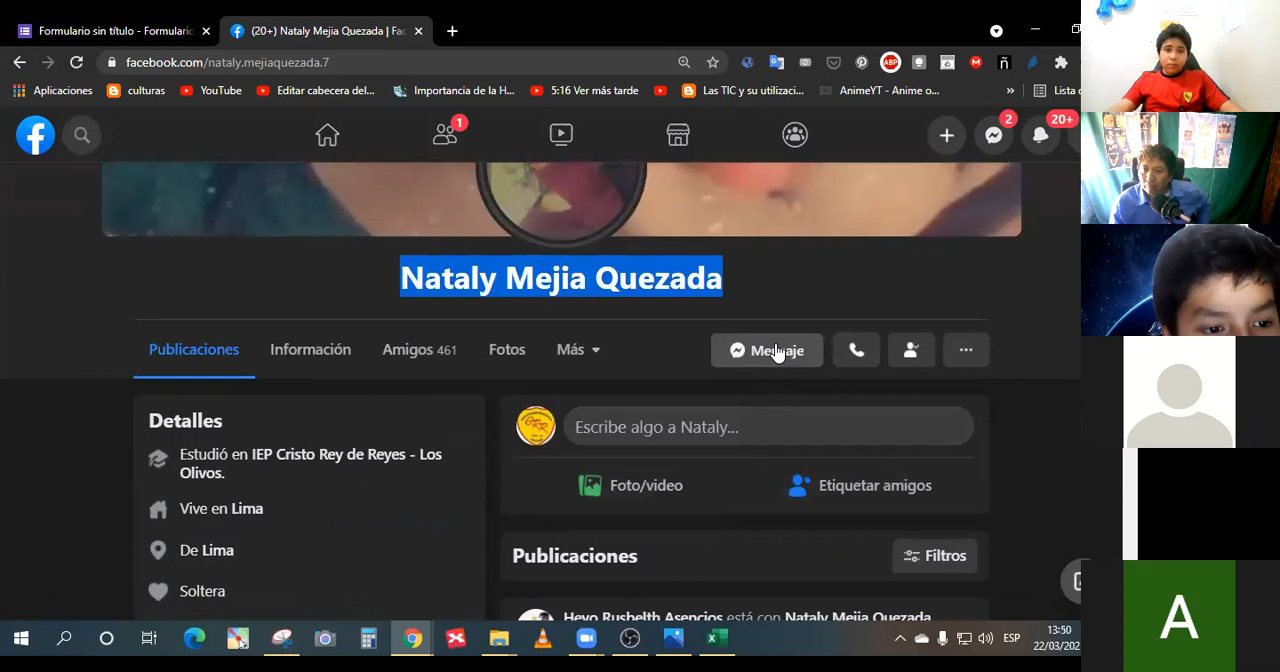 Formulario sin título - Formulario
(20+) Nataly Mejia Quezada | Fac
facebook.com/nataly.mejiaquezada.7
ABP
M
ñ
Aplicaciones
culturas
YouTube
Editar cabecera del...
Importancia de la H...
5:16 Ver más tarde
Las TIC y su utilizaci...
AnimeYT - Anime o...
»
Lista d
1
2
20+
Nataly Mejia Quezada
Publicaciones
Información
Amigos 461
Fotos
Más
Mensaje
Detalles
Estudió en IEP Cristo Rey de Reyes - Los
Olivos.
Vive en Lima
De Lima
Soltera
Escribe algo a Nataly...
Foto/video
Etiquetar amigos
Publicaciones
Filtros
Heyo Rusbelth Asencios está con Nataly Mejia Quezada
ESP
13:50
22/03/202
A